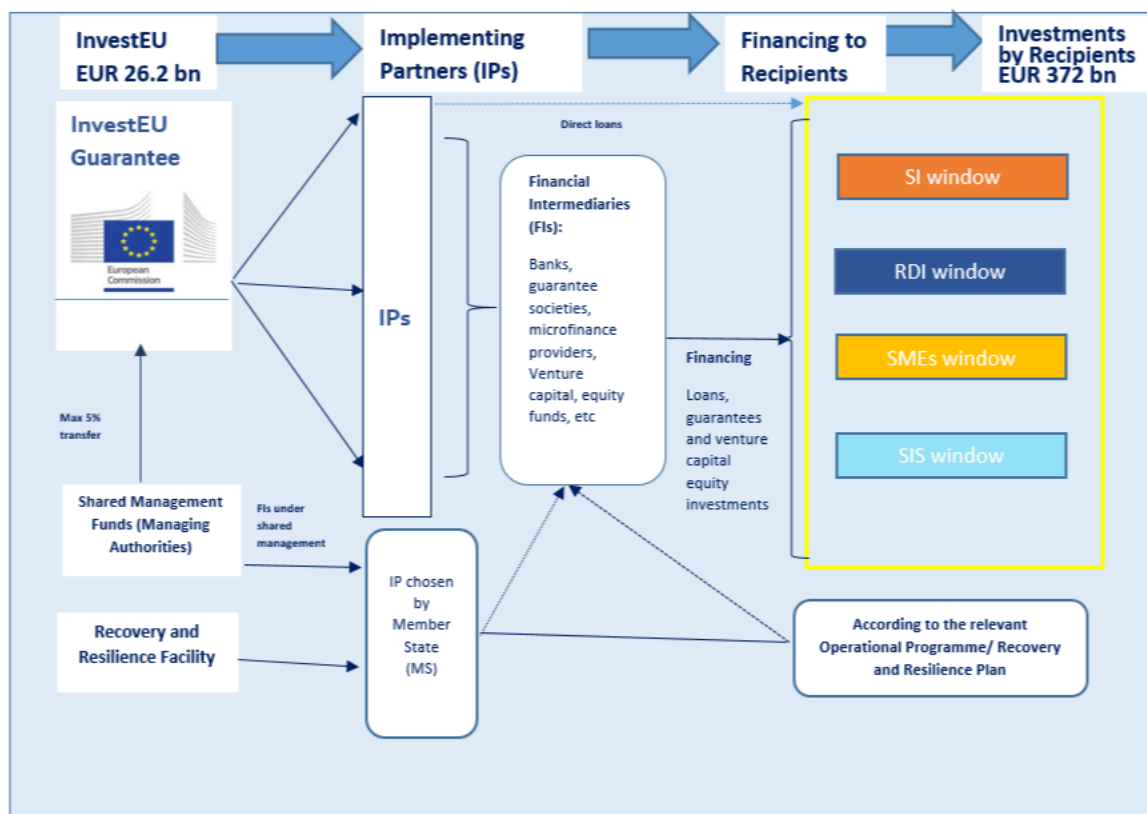 InvestEU
EUR 26.2 bn
Implementing
Partners (IPs)
Financing to
Recipients
Investments
by Recipients
EUR 372 bn
InvestEU
Guarantee
European
Commission
IPs
Direct loans
Financial
Intermediaries
(FIs):
Banks,
guarantee
societies,
microfinance
providers,
Venture
capital, equity
funds, etc
Financing
Loans,
guarantees
and venture
capital
equity
investments
SI window
RDI window
SMEs window
SIS window
Max 5%
transfer
Shared Management
Funds (Managing
Authorities)
FIs under
shared
management
IP chosen
by
Member
State
(MS)
Recovery and
Resilience Facility
According to the relevant
Operational Programme/ Recovery
and Resilience Plan